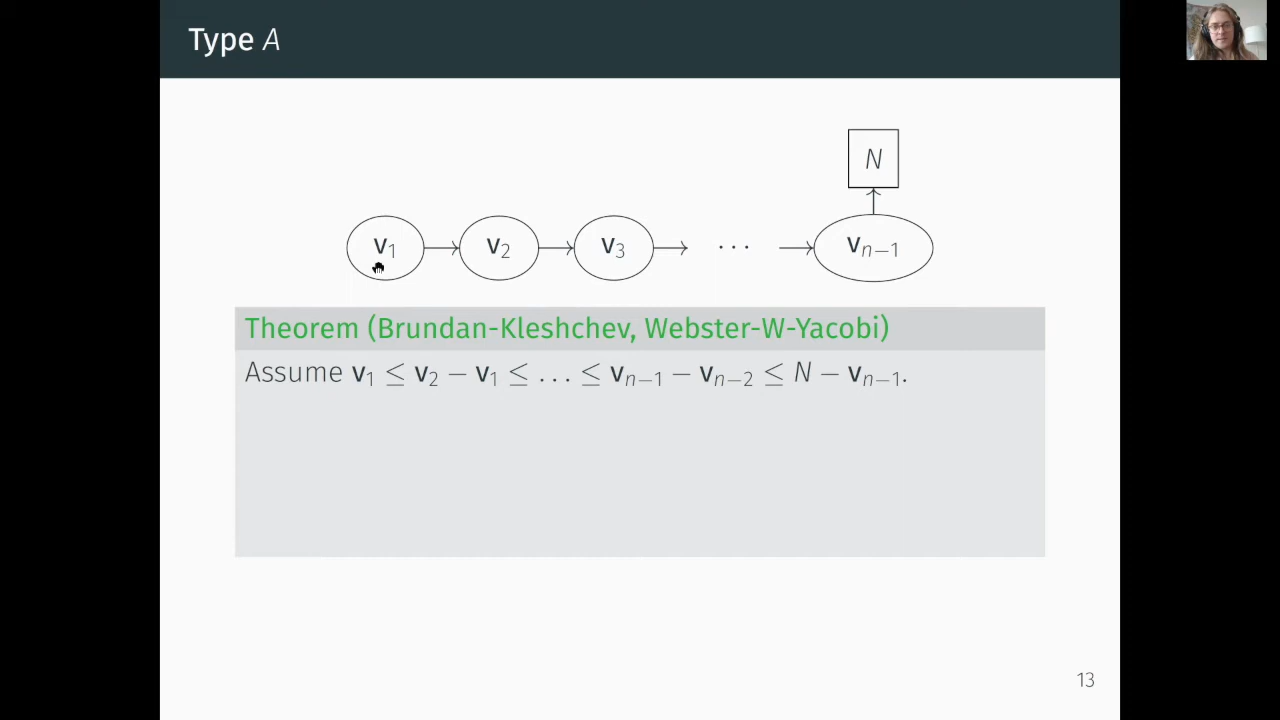 Type A
N
v₁ → v₂ → v₃ → ⋯ → vₙ₋₁
Theorem (Brundan-Kleshchev, Webster-W-Yacobi)
Assume v₁ ≤ v₂ − v₁ ≤ … ≤ vₙ₋₁ − vₙ₋₂ ≤ N − vₙ₋₁.
13